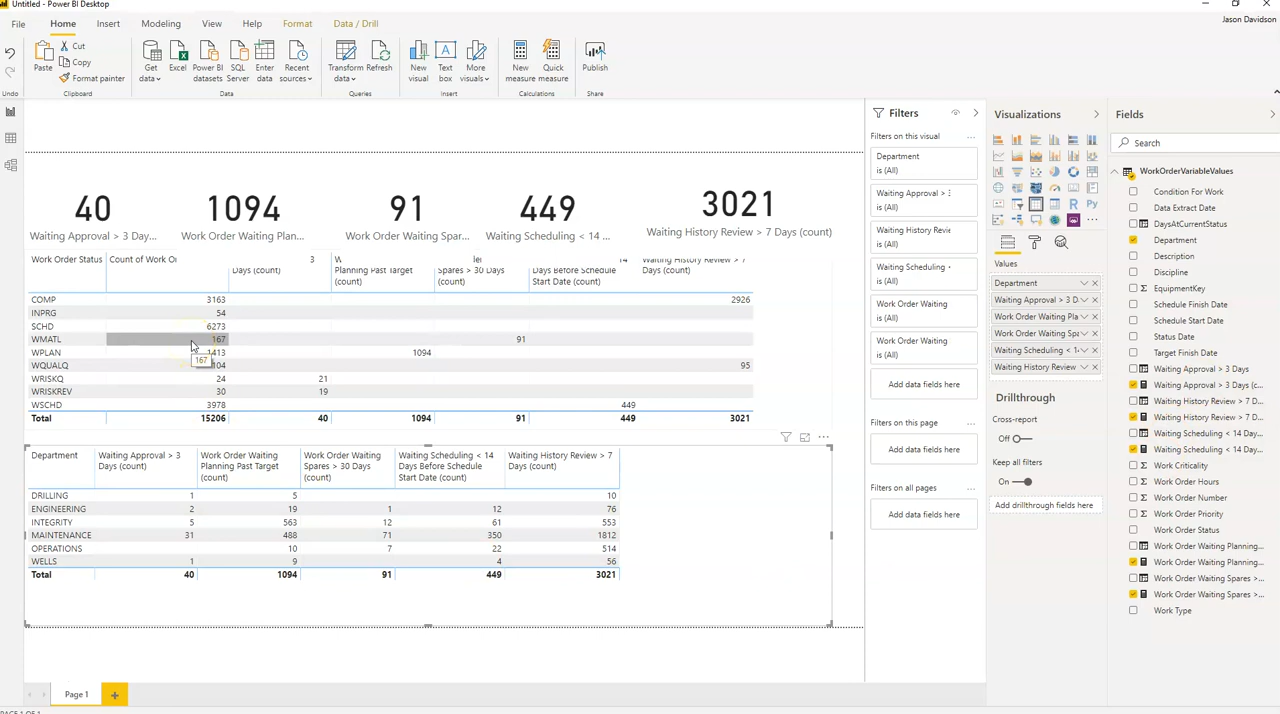 Untitled - Power BI Desktop
Jason Davidson
File Home Insert Modeling View Help Format Data / Drill
Cut
Copy
Format painter
Paste
Get data
Excel
Power BI datasets
SQL Server
Enter data
Recent sources
Transform data
Refresh
New visual
Text box
More visuals
New measure
Quick measure
Publish
Undo Clipboard Data Queries Insert Calculations Share
40 1094 91 449 3021
Waiting Approval > 3 Day... Work Order Waiting Plan... Work Order Waiting Spar... Waiting Scheduling < 14 ... Waiting History Review > 7 Days (count)
Work Order Status Count of Work Or 3 Days (count) Planning Past Target (count) Spares > 30 Days (count) 14 Days Before Schedule Start Date (count) Waiting History Review > 7 Days (count)
COMP 3163 2926
INPRG 54
SCHD 6273
WMATL 167 91
WPLAN 1413 1094
167
WQUALQ 104 95
WRISKQ 24 21
WRISKREV 30 19
WSCHD 3978 449
Total 15206 40 1094 91 449 3021
Department Waiting Approval > 3 Days (count) Work Order Waiting Planning Past Target (count) Work Order Waiting Spares > 30 Days (count) Waiting Scheduling < 14 Days Before Schedule Start Date (count) Waiting History Review > 7 Days (count)
DRILLING 1 5 10
ENGINEERING 2 19 1 12 76
INTEGRITY 5 563 12 61 553
MAINTENANCE 31 488 71 350 1812
OPERATIONS 10 7 22 514
WELLS 1 9 4 56
Total 40 1094 91 449 3021
Page 1
PAGE 1 OF 1
Filters
Filters on this visual ...
Department
is (All)
Waiting Approval >
is (All)
Waiting History Revie
is (All)
Waiting Scheduling
is (All)
Work Order Waiting
is (All)
Work Order Waiting
is (All)
Add data fields here
Filters on this page ...
Add data fields here
Filters on all pages ...
Add data fields here
Visualizations
Values
Department
Waiting Approval > 3 D
Work Order Waiting Pla
Work Order Waiting Spa
Waiting Scheduling < 1
Waiting History Review
Drillthrough
Cross-report
Off
Keep all filters
On
Add drillthrough fields here
Fields
Search
WorkOrderVariableValues
Condition For Work
Data Extract Date
DaysAtCurrentStatus
Department
Description
Discipline
EquipmentKey
Schedule Finish Date
Schedule Start Date
Status Date
Target Finish Date
Waiting Approval > 3 Days
Waiting Approval > 3 Days (c...
Waiting History Review > 7 D...
Waiting History Review > 7 D...
Waiting Scheduling < 14 Day...
Waiting Scheduling < 14 Day...
Work Criticality
Work Order Hours
Work Order Number
Work Order Priority
Work Order Status
Work Order Waiting Planning...
Work Order Waiting Planning...
Work Order Waiting Spares >...
Work Order Waiting Spares >...
Work Type